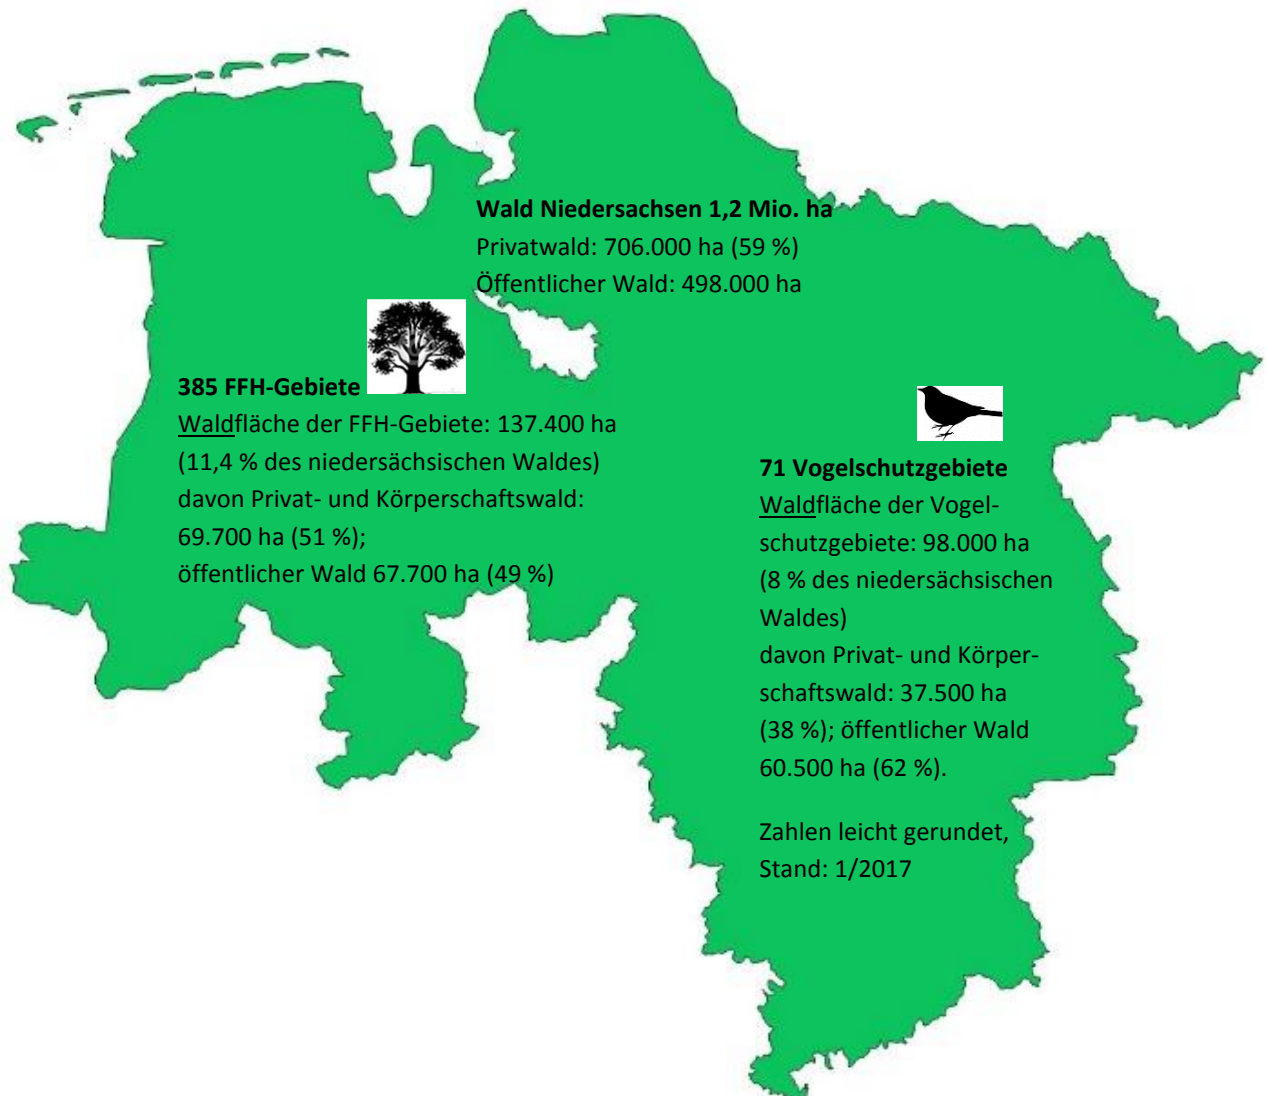 Wald Niedersachsen 1,2 Mio. ha
Privatwald: 706.000 ha (59 %)
Öffentlicher Wald: 498.000 ha
385 FFH-Gebiete
Waldfläche der FFH-Gebiete: 137.400 ha
(11,4 % des niedersächsischen Waldes)
davon Privat- und Körperschaftswald:
69.700 ha (51 %);
öffentlicher Wald 67.700 ha (49 %)
71 Vogelschutzgebiete
Waldfläche der Vogel-
schutzgebiete: 98.000 ha
(8 % des niedersächsischen
Waldes)
davon Privat- und Körper-
schaftswald: 37.500 ha
(38 %); öffentlicher Wald
60.500 ha (62 %).
Zahlen leicht gerundet,
Stand: 1/2017